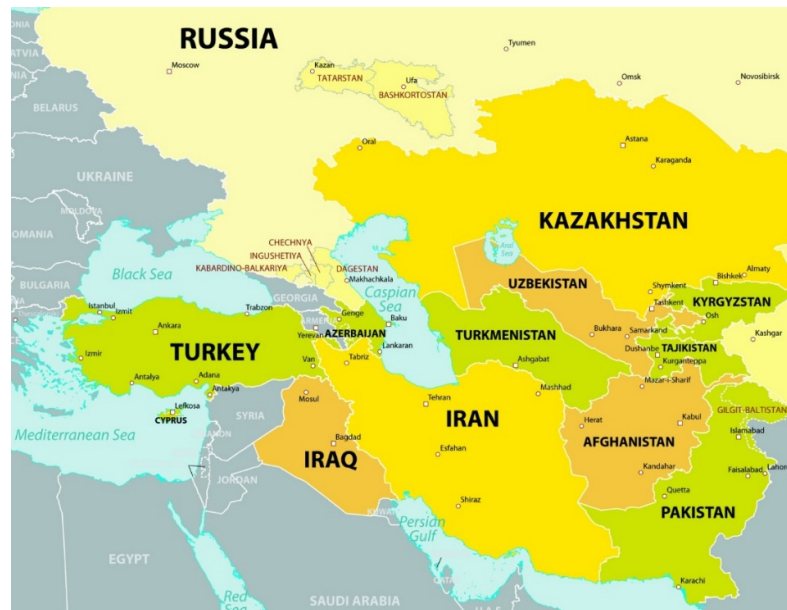 RUSSIA
Tyumen
Moscow
Kazan
TATARSTAN
Ufa
BASHKORTOSTAN
Omsk
Novosibirsk
BELARUS
Oral
Astana
Karaganda
UKRAINE
KAZAKHSTAN
MOLDOVA
CHECHNYA
INGUSHETIYA
KABARDINO-BALKARIYA
DAGESTAN
Makhachkala
Aral
Sea
Black Sea
Caspian
Sea
UZBEKISTAN
Shymkent
Bishkek
Almaty
BULGARIA
GEORGIA
Istanbul
Izmit
Trabzon
Genge
Baku
Tashkent
KYRGYZSTAN
Osh
Ankara
Yerevan
AZERBAIJAN
TURKMENISTAN
Bukhara
Samarkand
Kashgar
TURKEY
Izmir
Van
Tabriz
Lankaran
Ashgabat
Dushanbe
TAJIKISTAN
Kurganteppa
Antalya
Adana
Antakya
Mosul
Mashhad
Mazar-i-Sharif
Lefkosa
CYPRUS
SYRIA
Tehran
IRAN
Herat
Kabul
GILGIT-BALTISTAN
Mediterranean Sea
Bagdad
IRAQ
Esfahan
AFGHANISTAN
Islamabad
JORDAN
Kandahar
Faisalabad
Quetta
Shiraz
PAKISTAN
Persian
Gulf
EGYPT
Karachi
Red
SAUDI ARABIA